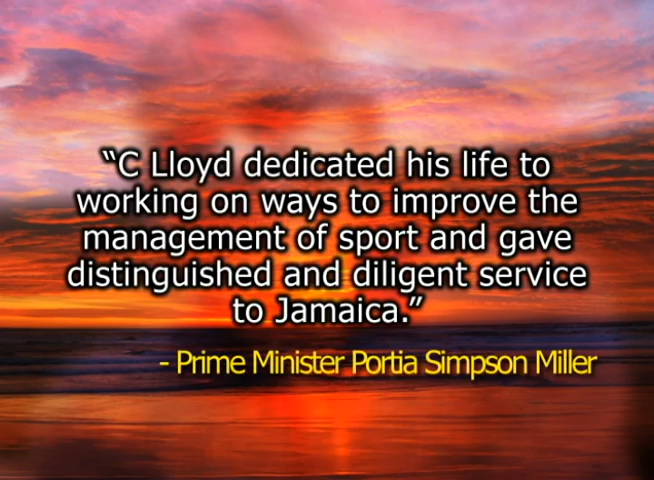 “C Lloyd dedicated his life to
working on ways to improve the
management of sport and gave
distinguished and diligent service
to Jamaica.”
- Prime Minister Portia Simpson Miller